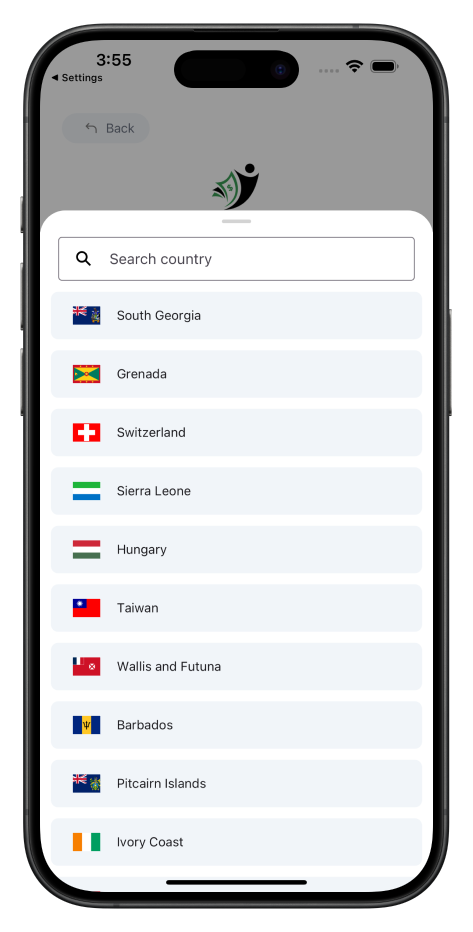 3:55
◀ Settings
Back
$
Search country
South Georgia
Grenada
Switzerland
Sierra Leone
Hungary
Taiwan
Wallis and Futuna
Barbados
Pitcairn Islands
Ivory Coast